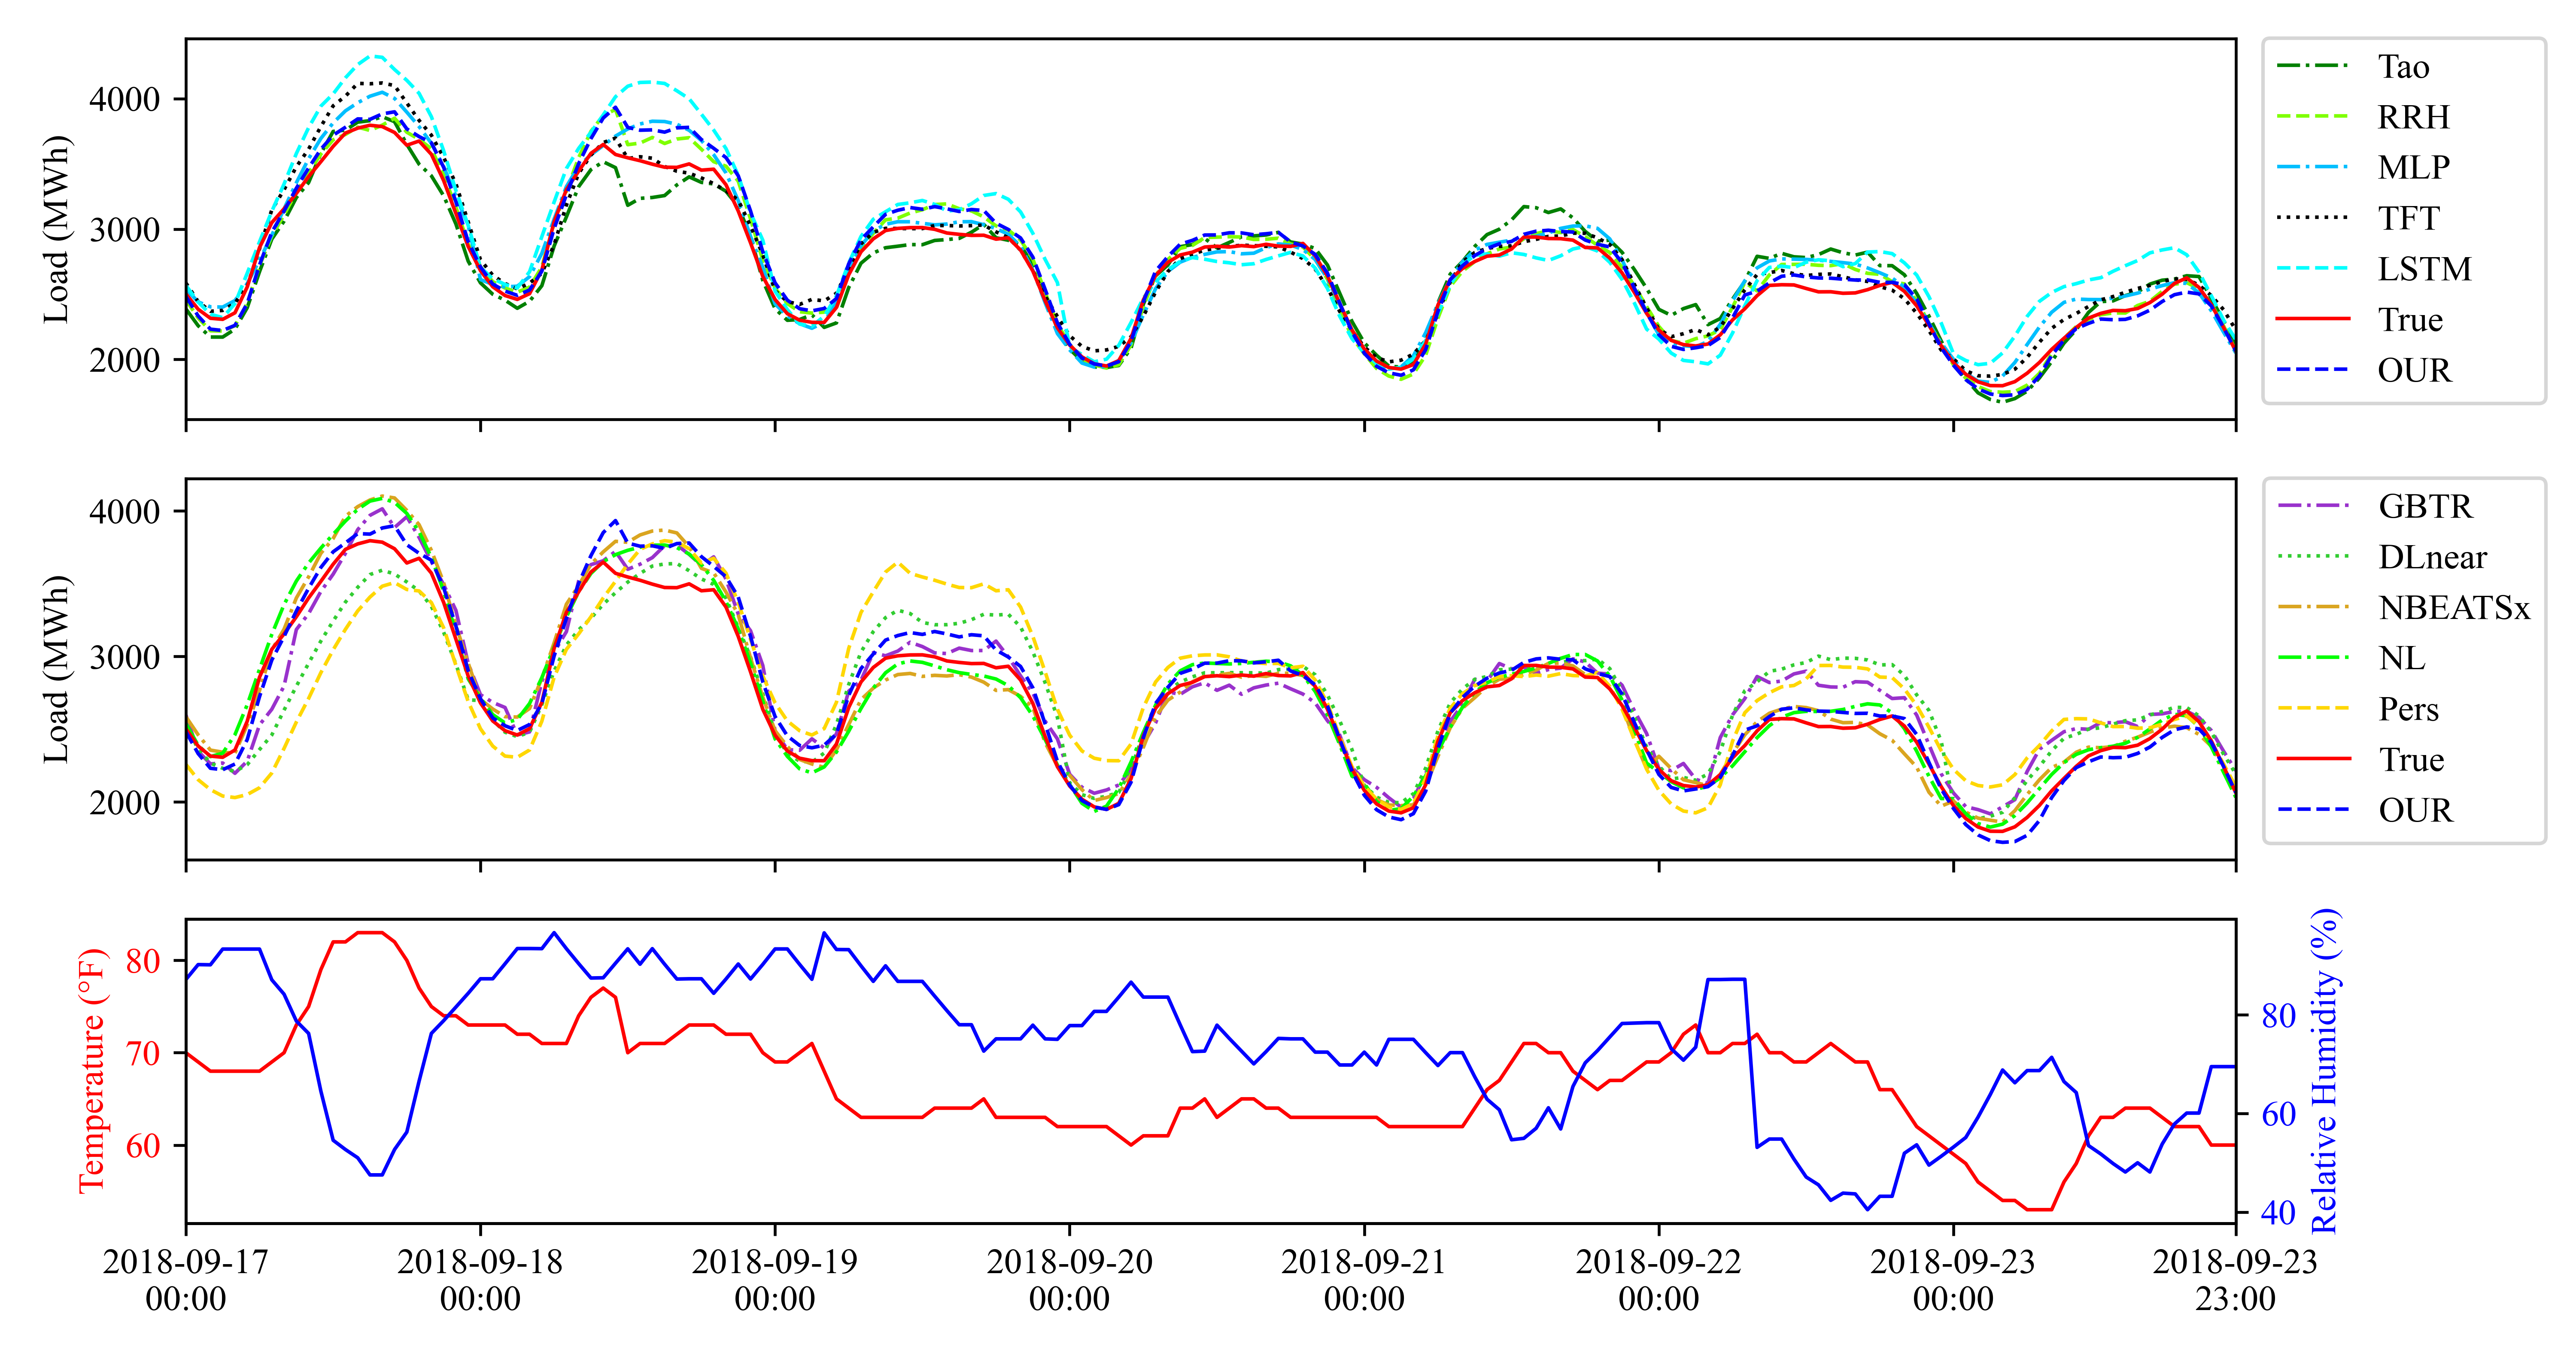 Load (MWh)
4000
3000
2000
Tao
RRH
MLP
TFT
LSTM
True
OUR
Load (MWh)
4000
3000
2000
GBTR
DLnear
NBEATSx
NL
Pers
True
OUR
Temperature (°F)
80
70
60
80
60
40
Relative Humidity (%)
2018-09-17
00:00
2018-09-18
00:00
2018-09-19
00:00
2018-09-20
00:00
2018-09-21
00:00
2018-09-22
00:00
2018-09-23
00:00
2018-09-23
23:00